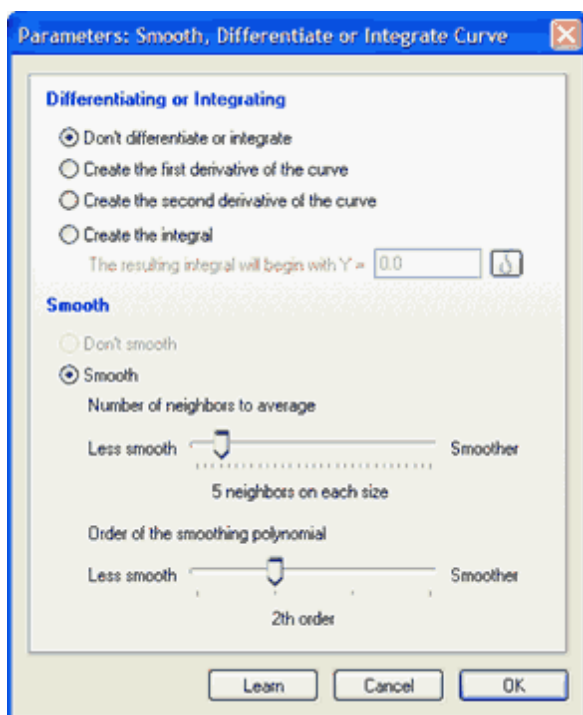 Parameters: Smooth, Differentiate or Integrate Curve
Differentiating or Integrating
Don't differentiate or integrate
Create the first derivative of the curve
Create the second derivative of the curve
Create the integral
The resulting integral will begin with Y = 0.0
Smooth
Don't smooth
Smooth
Number of neighbors to average
Less smooth Smoother
5 neighbors on each size
Order of the smoothing polynomial
Less smooth Smoother
2th order
Learn Cancel OK